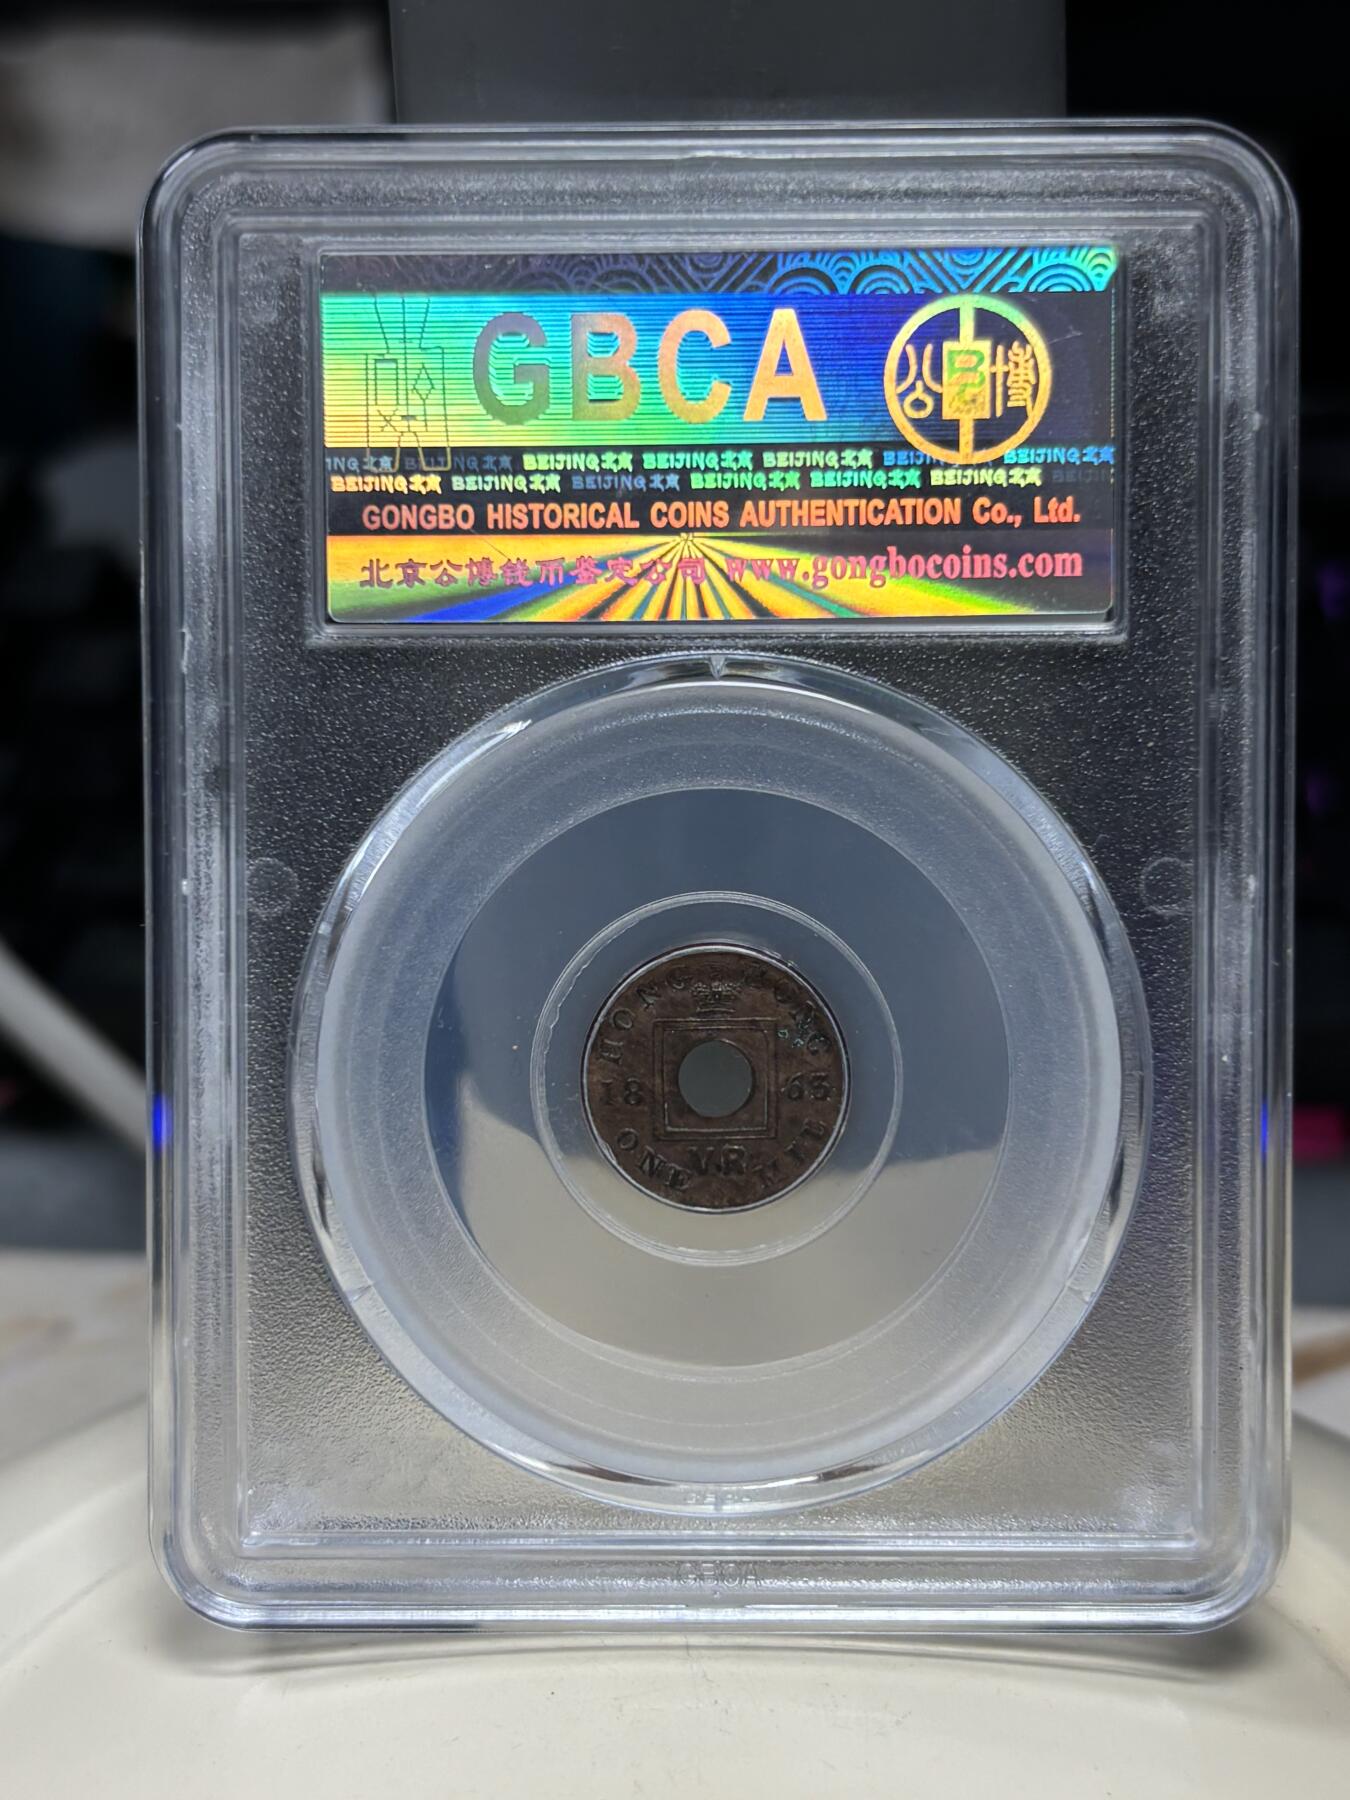 GBCA
公博
BEIJING北京 BEIJING北京 BEIJING北京 BEIJING北京 BEIJING北京
BEIJING北京 BEIJING北京 BEIJING北京 BEIJING北京 BEIJING北京 BEIJING北京
GONGBO HISTORICAL COINS AUTHENTICATION Co., Ltd.
北京公博钱币鉴定公司 www.gongbocoins.com
HONG KONG
18 65
ONE MIL
V.R
GBCA